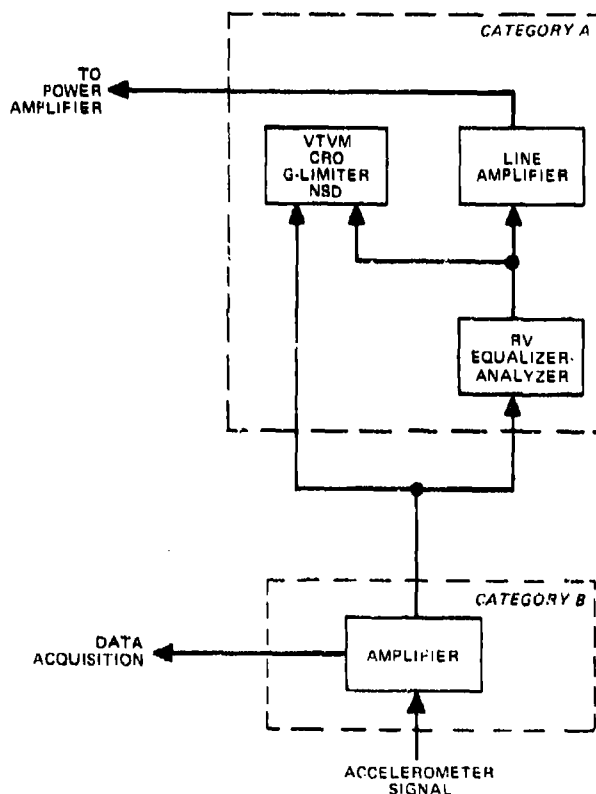 CATEGORY A
TO
POWER
AMPLIFIER
VTVM
CRO
G-LIMITER
NSD
LINE
AMPLIFIER
RV
EQUALIZER-
ANALYZER
CATEGORY B
DATA
ACQUISITION
AMPLIFIER
ACCELEROMETER
SIGNAL